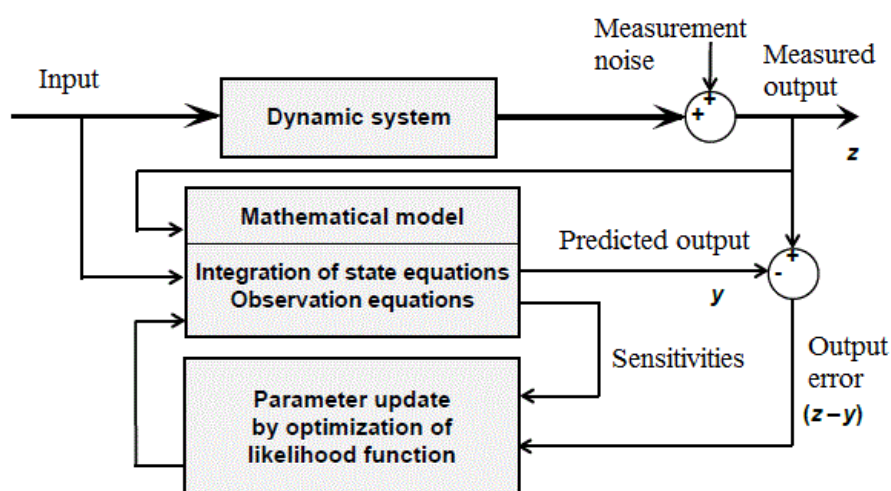 Measurement
noise
Measured
output
Input
Dynamic system
+
+
z
Mathematical model
Integration of state equations
Observation equations
Predicted output
y
+
-
Sensitivities
Output
error
(z – y)
Parameter update
by optimization of
likelihood function